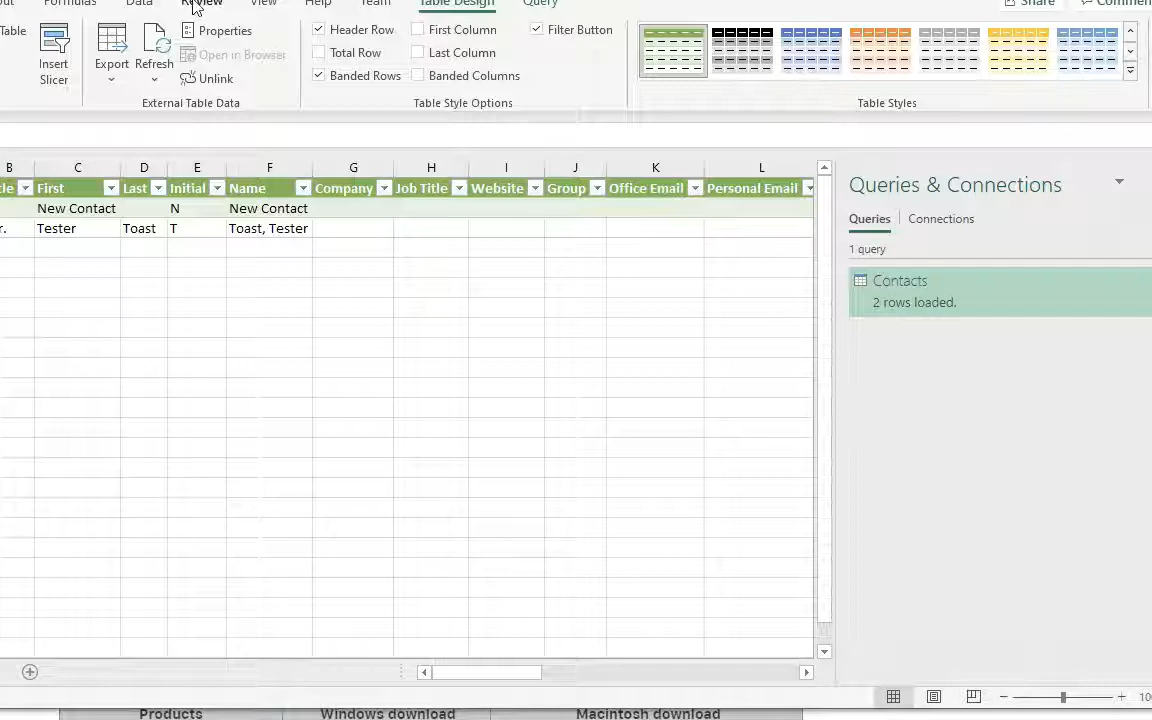 Formulas Data Review View Help Team Table Design Query Share
Table
Insert Slicer
Export
Refresh
Properties
Open in Browser
Unlink
External Table Data
Header Row
Total Row
Banded Rows
First Column
Last Column
Banded Columns
Filter Button
Table Style Options
Table Styles
B C D E F G H I J K L
First Last Initial Name Company Job Title Website Group Office Email Personal Email
New Contact N New Contact
r. Tester Toast T Toast, Tester
Queries & Connections
Queries Connections
1 query
Contacts
2 rows loaded.
Products Windows download Macintosh download